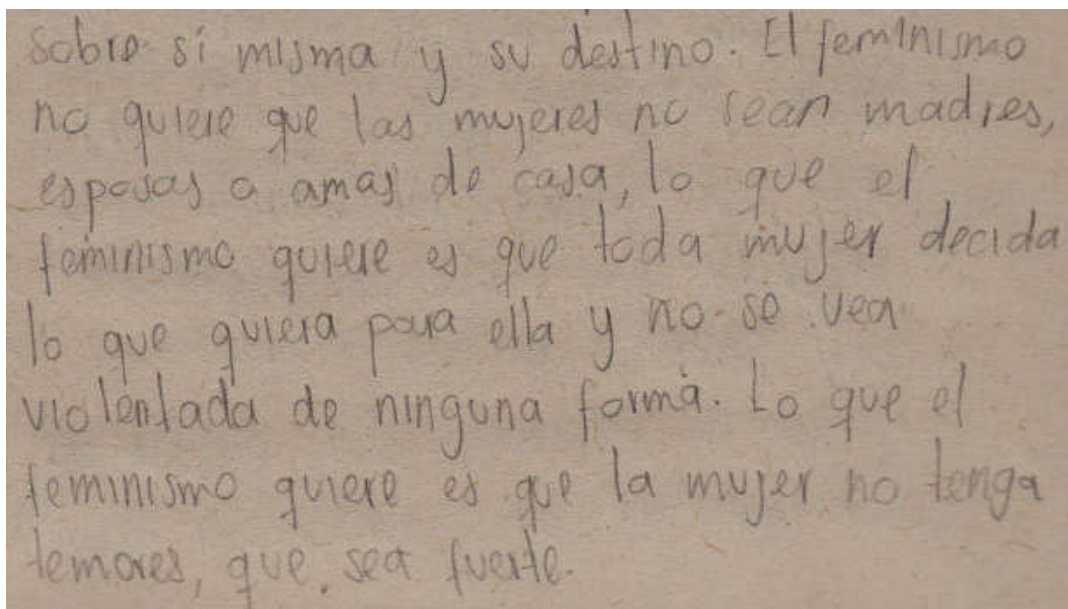 sobre sí misma y su destino. El feminismo
no quiere que las mujeres no sean madres,
esposas o amas de casa, lo que el
feminismo quiere es que toda mujer decida
lo que quiera para ella y no se vea
violentada de ninguna forma. Lo que el
feminismo quiere es que la mujer no tenga
temores, que sea fuerte.